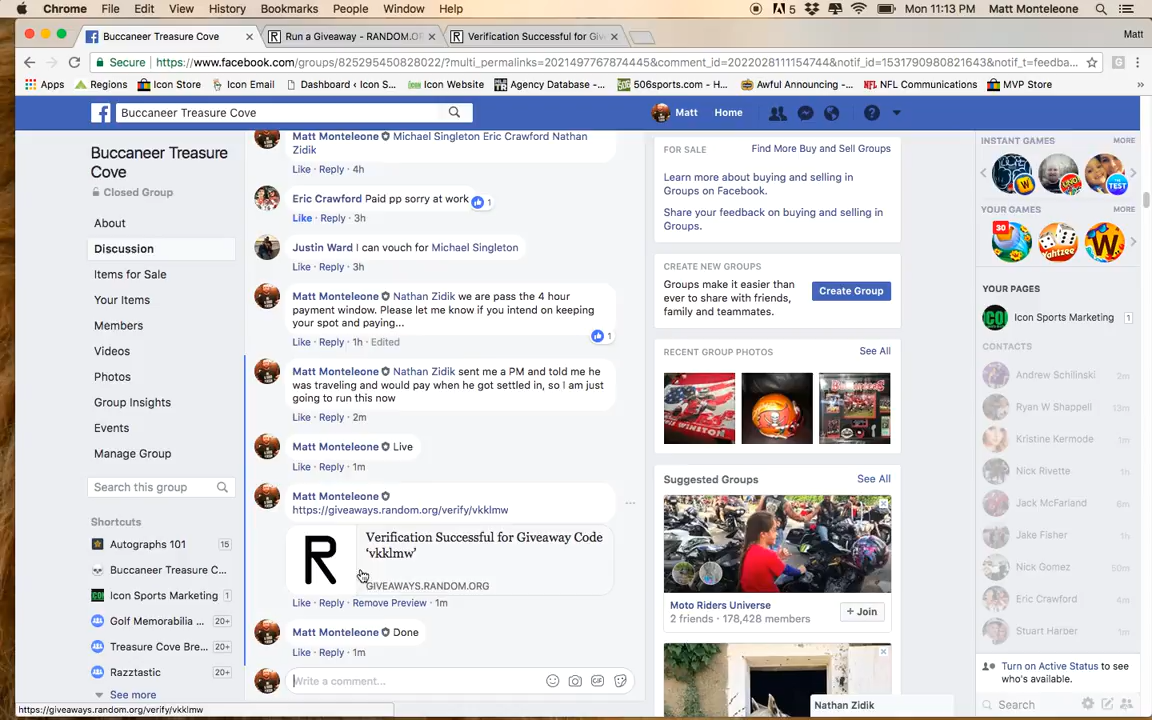 Chrome File Edit View History Bookmarks People Window Help
5 Mon 11:13 PM Matt Monteleone
Buccaneer Treasure Cove
Run a Giveaway - RANDOM.OR
Verification Successful for Giv
Matt
Secure https://www.facebook.com/groups/825295450828022/?multi_permalinks=2021497767874445&comment_id=2022028111154744&notif_id=1531790980821643&notif_t=feedba...
Apps Regions Icon Store Icon Email Dashboard ‹ Icon S... Icon Website Agency Database -... 506sports.com - H... Awful Announcing -... NFL Communications MVP Store »
Buccaneer Treasure Cove
Matt Home
Buccaneer Treasure
Cove
Closed Group
About
Discussion
Items for Sale
Your Items
Members
Videos
Photos
Group Insights
Events
Manage Group
Search this group
Shortcuts
Autographs 101 15
Buccaneer Treasure C...
Icon Sports Marketing 1
Golf Memorabilia ... 20+
Treasure Cove Bre... 20+
Razztastic 20+
See more
Matt Monteleone Michael Singleton Eric Crawford Nathan
Zidik
Like · Reply · 4h
Eric Crawford Paid pp sorry at work
1
Like · Reply · 3h
Justin Ward I can vouch for Michael Singleton
Like · Reply · 3h
Matt Monteleone Nathan Zidik we are pass the 4 hour
payment window. Please let me know if you intend on keeping
your spot and paying...
1
Like · Reply · 1h · Edited
Matt Monteleone Nathan Zidik sent me a PM and told me he
was traveling and would pay when he got settled in, so I am just
going to run this now
Like · Reply · 2m
Matt Monteleone Live
Like · Reply · 1m
Matt Monteleone
https://giveaways.random.org/verify/vkklmw
R
Verification Successful for Giveaway Code
‘vkklmw’
GIVEAWAYS.RANDOM.ORG
Like · Reply · Remove Preview · 1m
Matt Monteleone Done
Like · Reply · 1m
Write a comment...
FOR SALE Find More Buy and Sell Groups
Learn more about buying and selling in
Groups on Facebook.
Share your feedback on buying and selling in
Groups.
CREATE NEW GROUPS
Groups make it easier than
ever to share with friends,
family and teammates.
Create Group
RECENT GROUP PHOTOS See All
Suggested Groups See All
Moto Riders Universe
2 friends · 178,428 members
+ Join
INSTANT GAMES MORE
YOUR GAMES MORE
30
YOUR PAGES
Icon Sports Marketing 1
CONTACTS
Andrew Schilinski 2m
Ryan W Shappell 13m
Kristine Kermode 1m
Nick Rivette 1h
Jack McFarland 6m
Jake Fisher 1m
Nick Gomez 50m
Eric Crawford 4m
Stuart Harber 1m
Turn on Active Status to see
who's available.
Search
Nathan Zidik
https://giveaways.random.org/verify/vkklmw